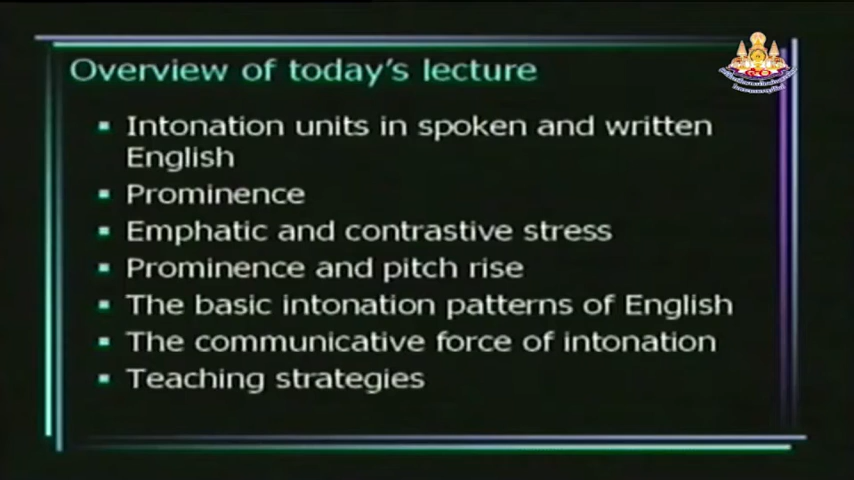 Overview of today's lecture
▪ Intonation units in spoken and written
English
▪ Prominence
▪ Emphatic and contrastive stress
▪ Prominence and pitch rise
▪ The basic intonation patterns of English
▪ The communicative force of intonation
▪ Teaching strategies